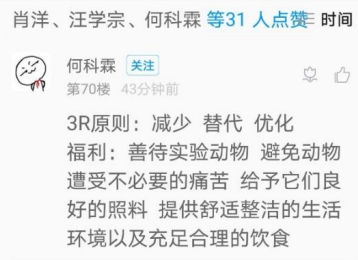 肖洋、汪学宗、何科霖 等31 人点赞 时间
何科霖 关注
第70楼 43分钟前
3R原则：减少 替代 优化
福利：善待实验动物 避免动物
遭受不必要的痛苦 给予它们良
好的照料 提供舒适整洁的生活
环境以及充足合理的饮食